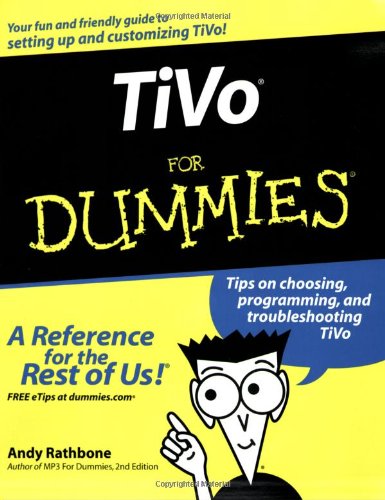 Your fun and friendly guide to
setting up and customizing TiVo!
TiVo®
FOR
DUMMIES®
Tips on choosing,
programming, and
troubleshooting
TiVo
A Reference
for the
Rest of Us!®
FREE eTips at dummies.com®
Andy Rathbone
Author of MP3 For Dummies, 2nd Edition